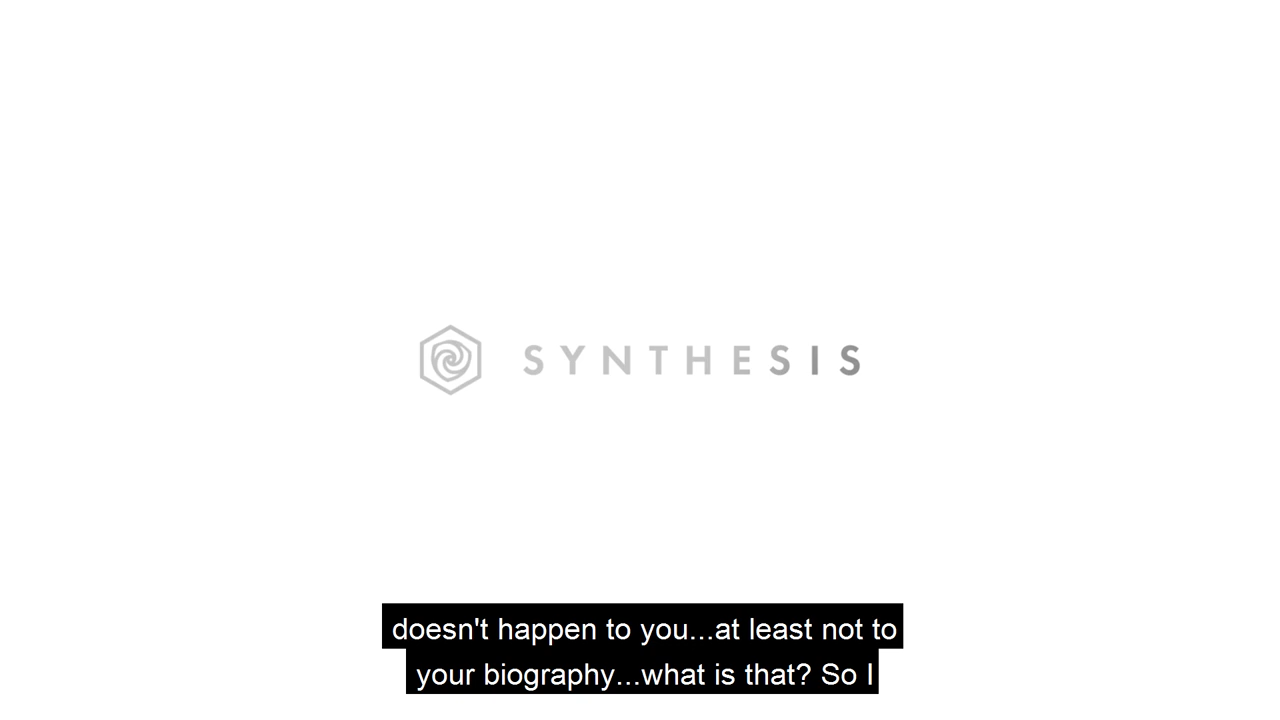 SYNTHESIS
doesn't happen to you...at least not to
your biography...what is that? So I